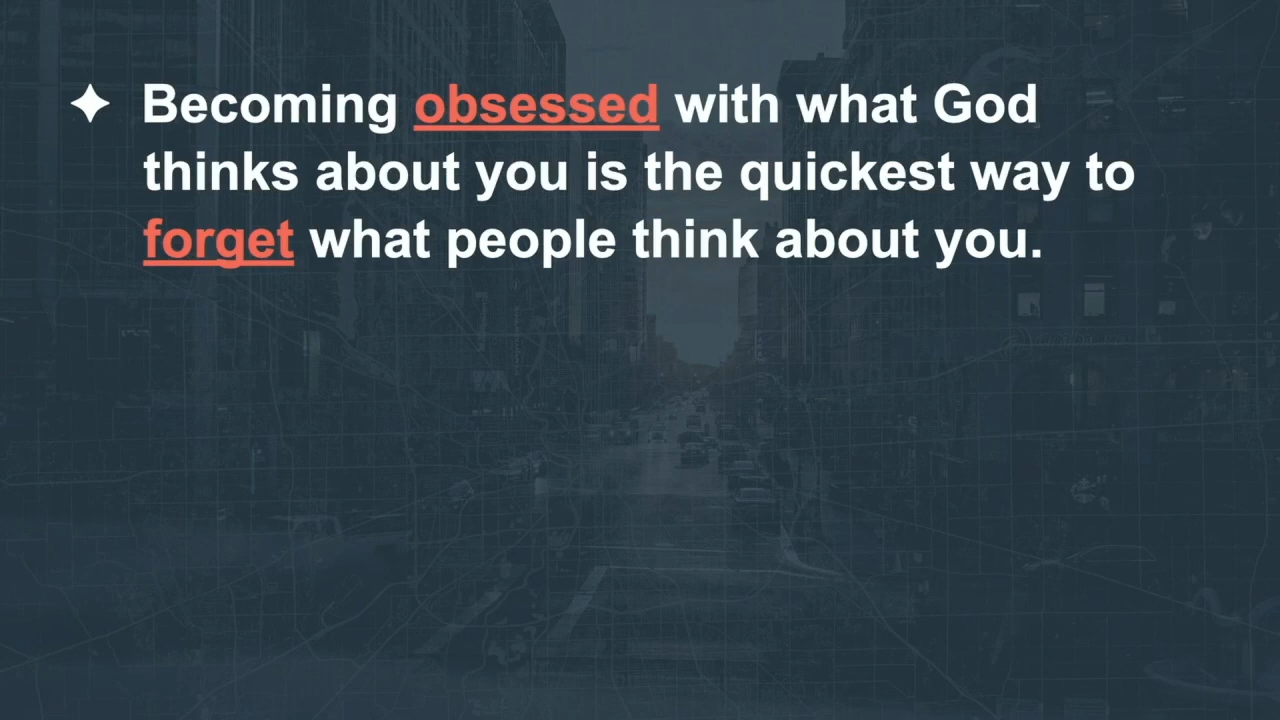 Becoming obsessed with what God
thinks about you is the quickest way to
forget what people think about you.